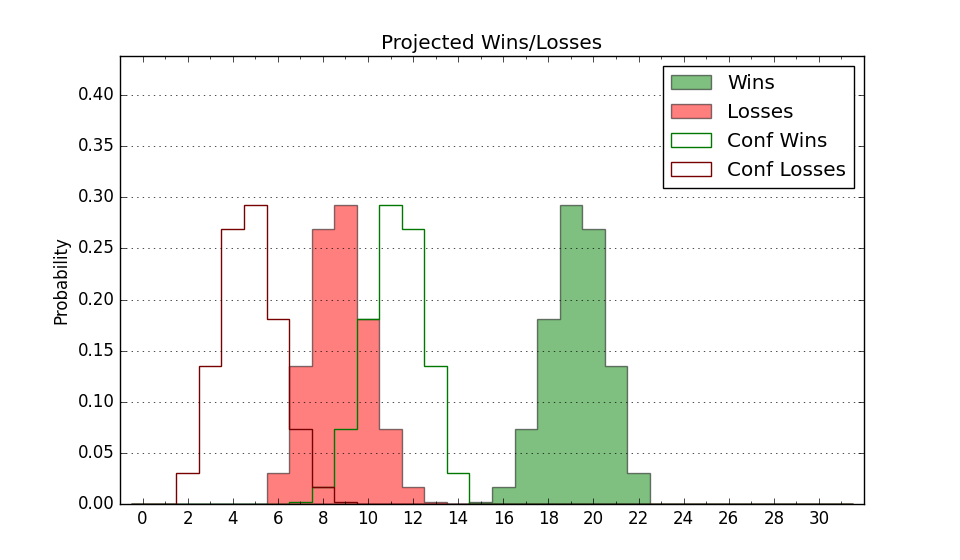 Projected Wins/Losses
Wins
Losses
Conf Wins
Conf Losses
Probability
0.40
0.35
0.30
0.25
0.20
0.15
0.10
0.05
0.00
0 2 4 6 8 10 12 14 16 18 20 22 24 26 28 30